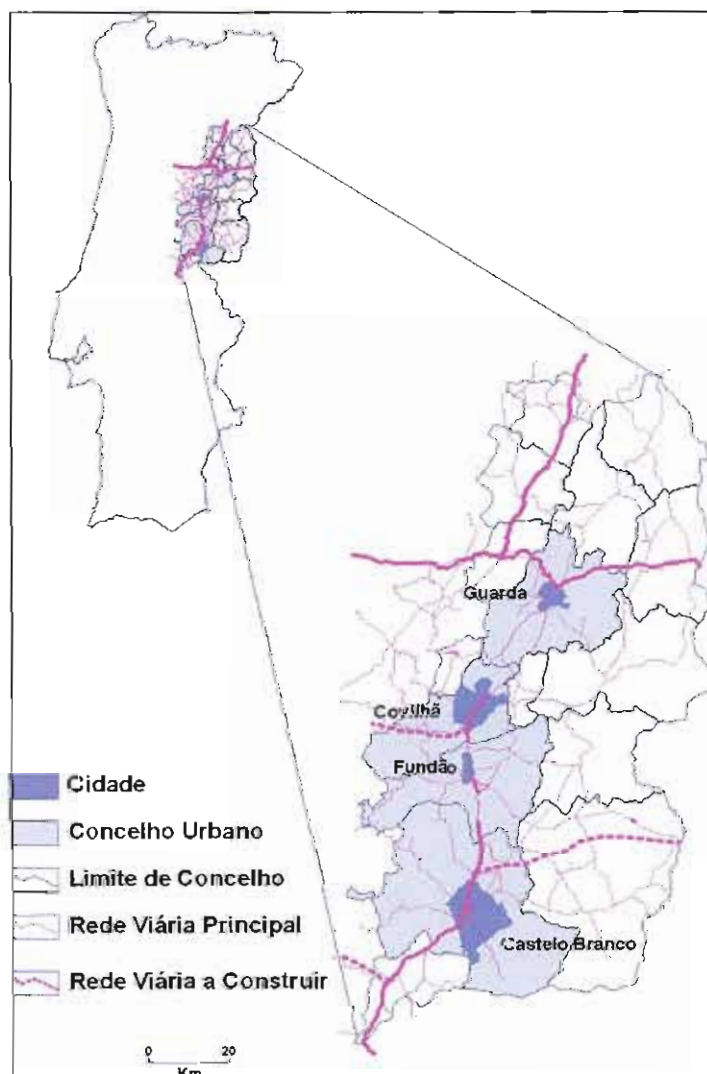 Guarda
Covilhã
Fundão
Castelo Branco
Cidade
Concelho Urbano
Limite de Concelho
Rede Viária Principal
Rede Viária a Construir
0 20
Km